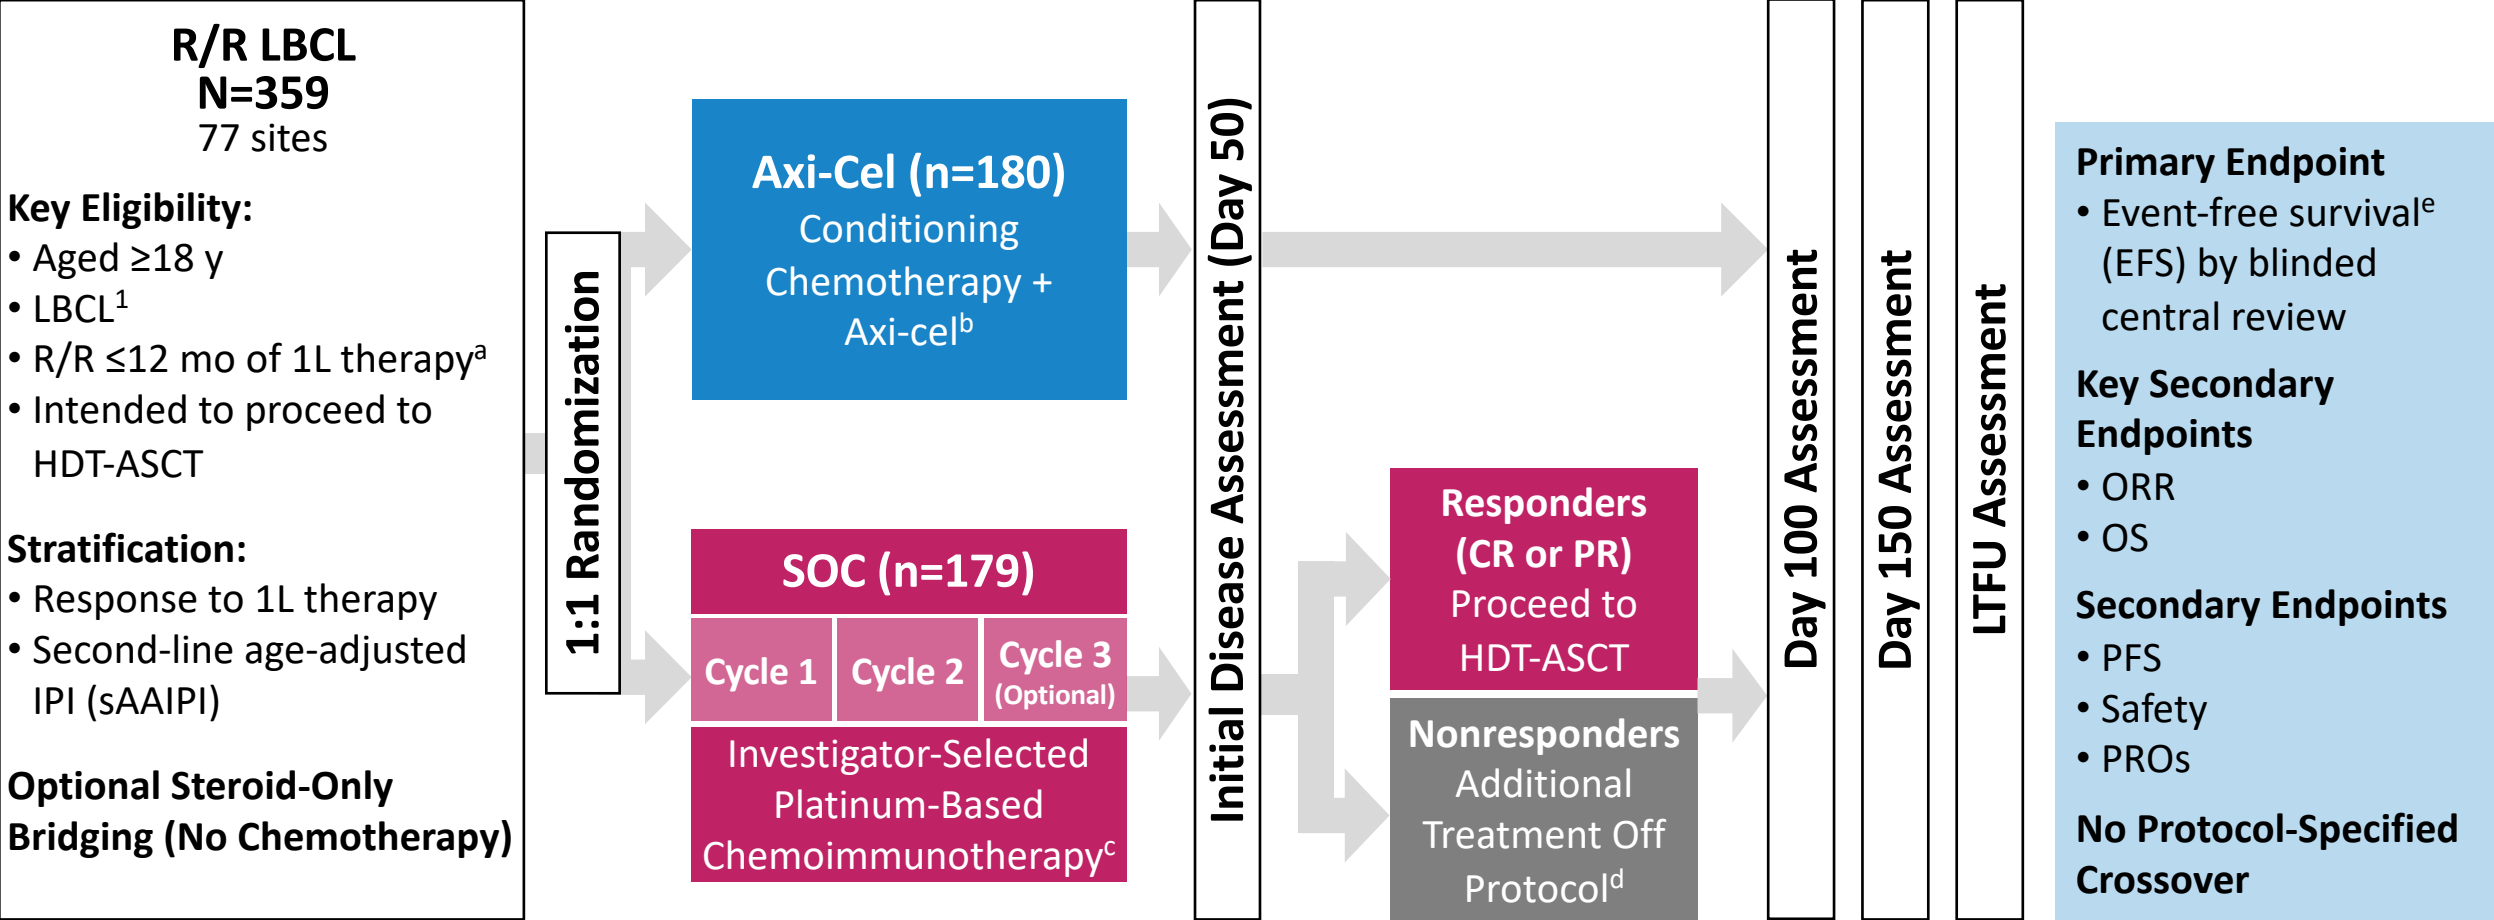 R/R LBCL
N=359
77 sites
Key Eligibility:
• Aged ≥18 y
• LBCL¹
• R/R ≤12 mo of 1L therapyᵃ
• Intended to proceed to
HDT-ASCT
Stratification:
• Response to 1L therapy
• Second-line age-adjusted
IPI (sAAIPI)
Optional Steroid-Only
Bridging (No Chemotherapy)
1:1 Randomization
Axi-Cel (n=180)
Conditioning
Chemotherapy +
Axi-celᵇ
SOC (n=179)
Cycle 1
Cycle 2
Cycle 3
(Optional)
Investigator-Selected
Platinum-Based
Chemoimmunotherapyᶜ
Initial Disease Assessment (Day 50)
Responders
(CR or PR)
Proceed to
HDT-ASCT
Nonresponders
Additional
Treatment Off
Protocolᵈ
Day 100 Assessment
Day 150 Assessment
LTFU Assessment
Primary Endpoint
• Event-free survivalᵉ
(EFS) by blinded
central review
Key Secondary
Endpoints
• ORR
• OS
Secondary Endpoints
• PFS
• Safety
• PROs
No Protocol-Specified
Crossover